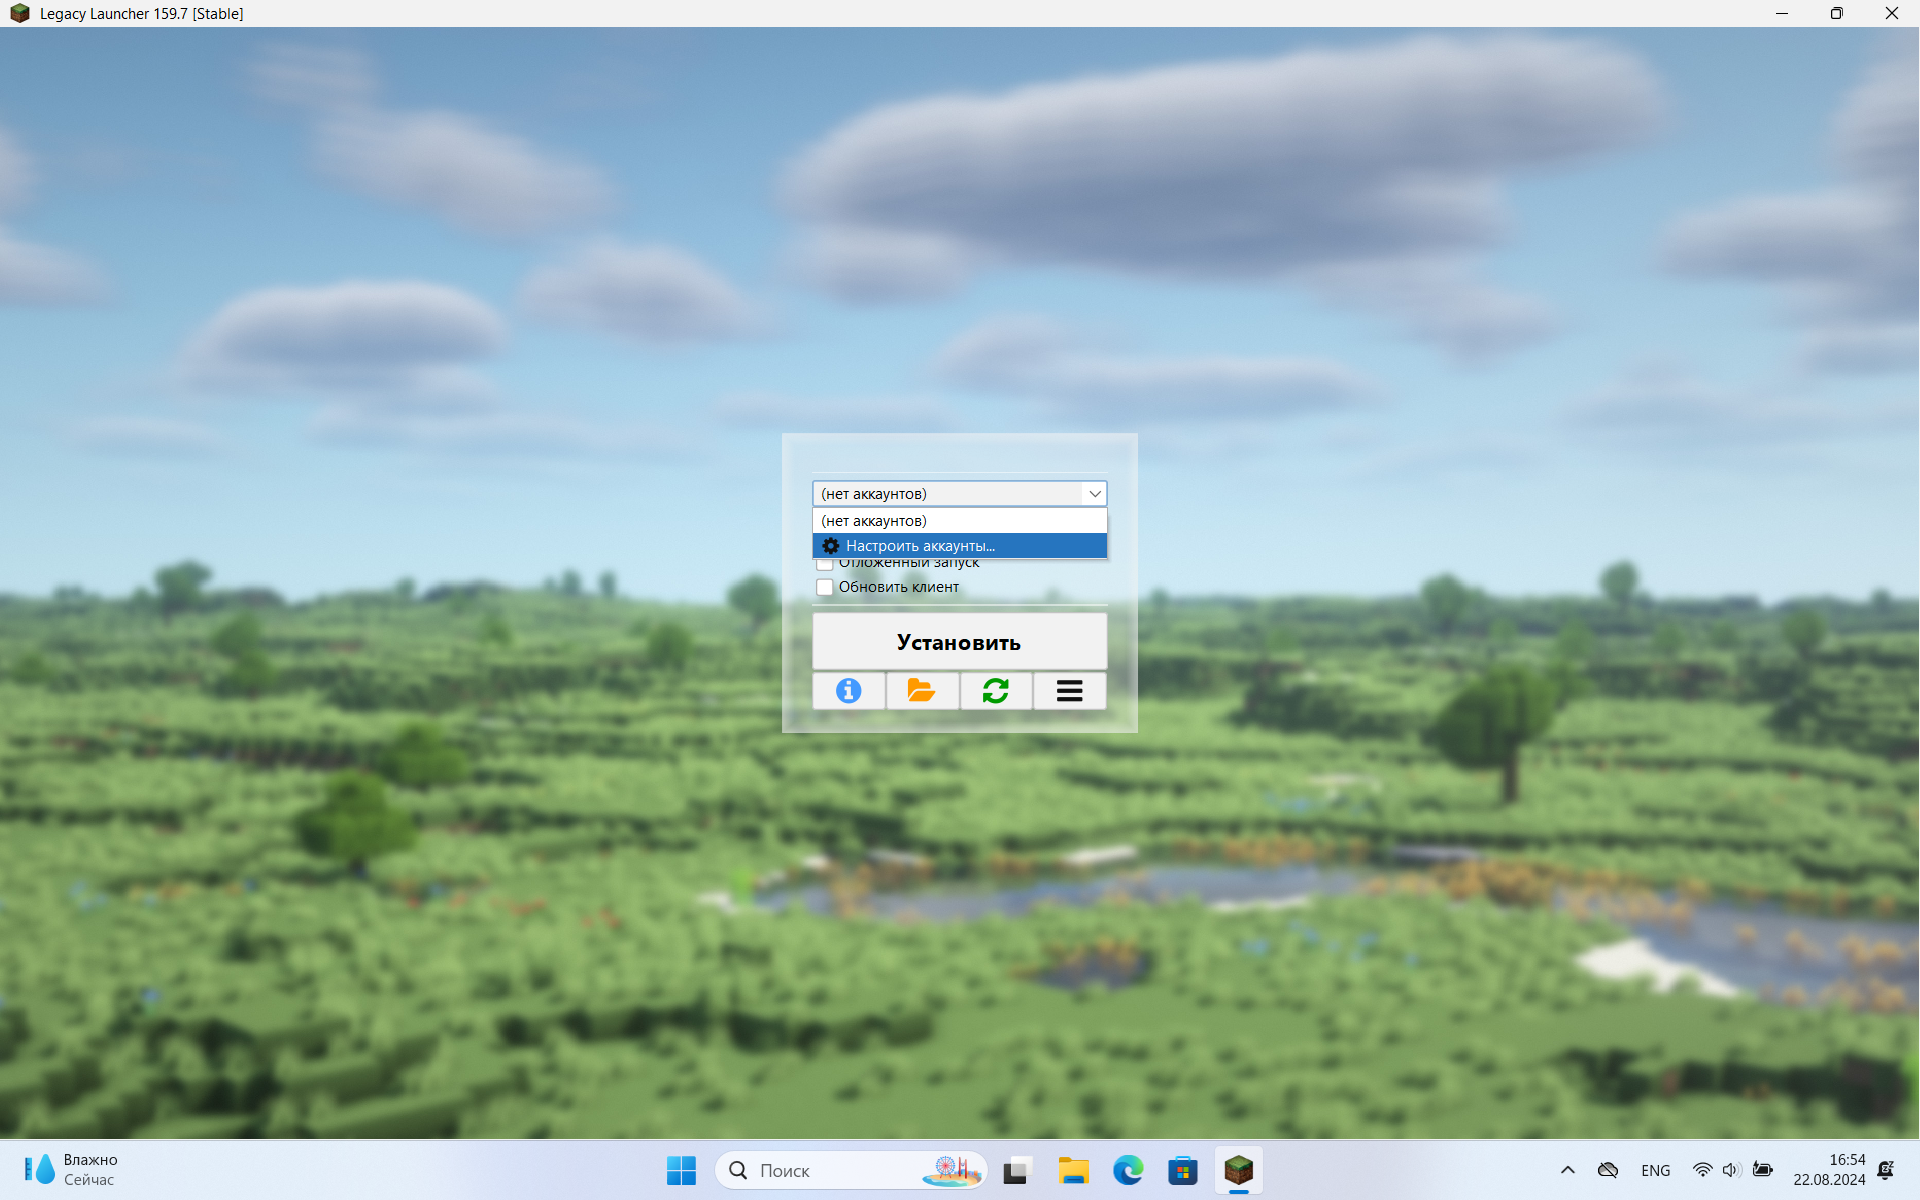 Legacy Launcher 159.7 [Stable]
(нет аккаунтов)
(нет аккаунтов)
Настроить аккаунты...
Отложенный запуск
Обновить клиент
Установить
Влажно
Сейчас
Поиск
ENG
16:54
22.08.2024